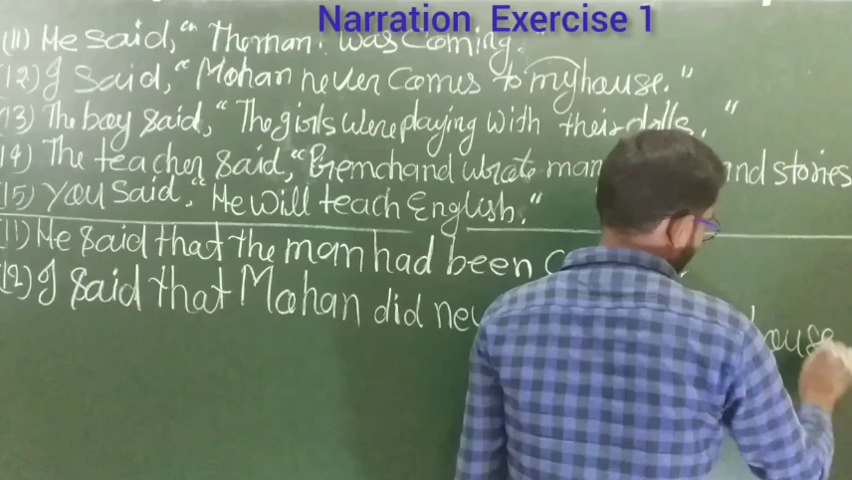 Narration Exercise 1
(11) He said, "The man was coming."
(12) I said, "Mohan never comes to my house."
(13) The boy said, "The girls were playing with their dolls."
(14) The teacher said, "Premchand wrote stories
(15) You said, "He will teach English."
(11) He said that the man had been
(12) I said that Mohan did house